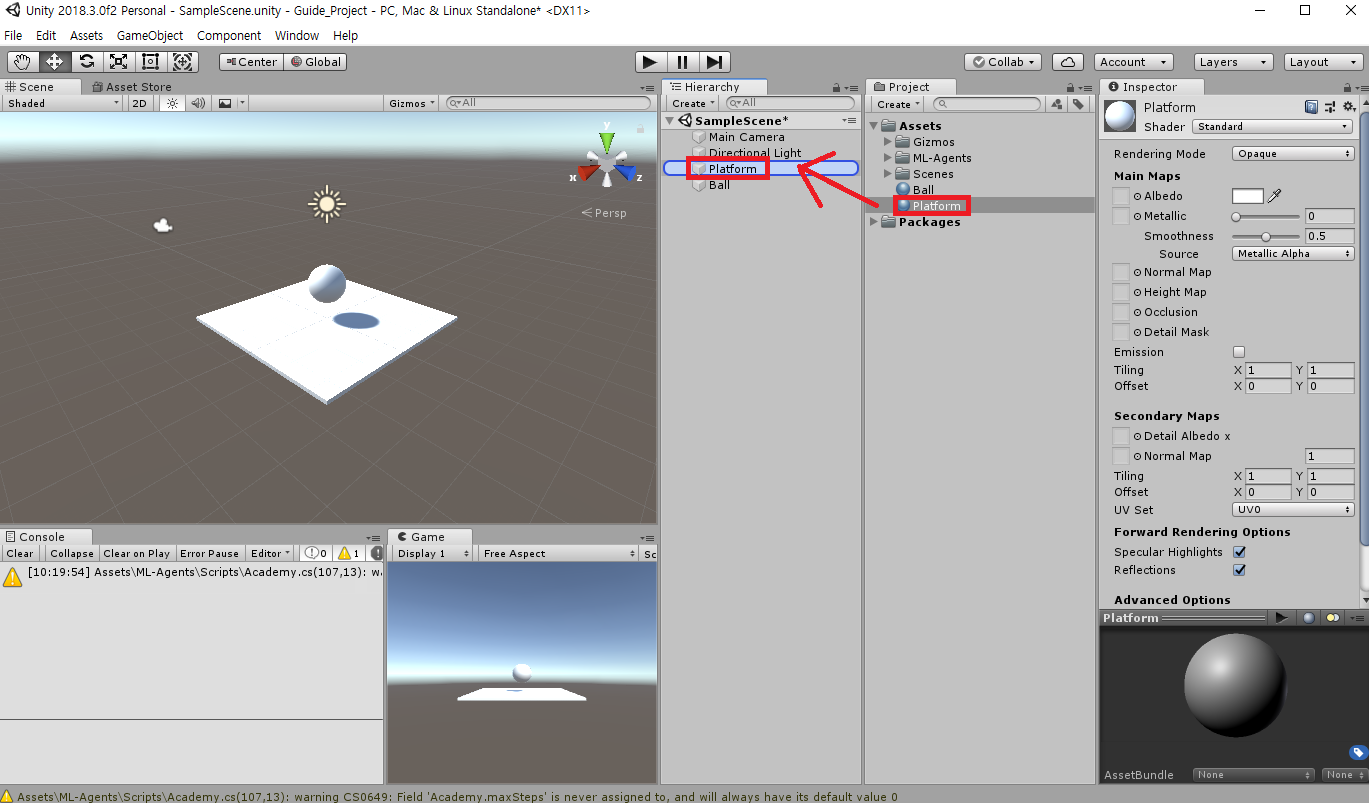 Unity 2018.3.0f2 Personal - SampleScene.unity - Guide_Project - PC, Mac & Linux Standalone* <DX11>
File Edit Assets GameObject Component Window Help
Center Global Collab Account Layers Layout
Scene Asset Store
Shaded 2D Gizmos All
y
x
z
Persp
Console
Clear Collapse Clear on Play Error Pause Editor 0 1
[10:19:54] Assets\ML-Agents\Scripts\Academy.cs(107,13):
Game
Display 1 Free Aspect Sc
Hierarchy
Create All
SampleScene*
Main Camera
Directional Light
Platform
Ball
Project
Create
Assets
Gizmos
ML-Agents
Scenes
Ball
Platform
Packages
Inspector
Platform
Shader Standard
Rendering Mode Opaque
Main Maps
Albedo
Metallic 0
Smoothness 0.5
Source Metallic Alpha
Normal Map
Height Map
Occlusion
Detail Mask
Emission
Tiling X 1 Y 1
Offset X 0 Y 0
Secondary Maps
Detail Albedo x
Normal Map 1
Tiling X 1 Y 1
Offset X 0 Y 0
UV Set UV0
Forward Rendering Options
Specular Highlights
Reflections
Advanced Options
Platform
AssetBundle None None
Assets\ML-Agents\Scripts\Academy.cs(107,13): warning CS0649: Field 'Academy.maxSteps' is never assigned to, and will always have its default value 0